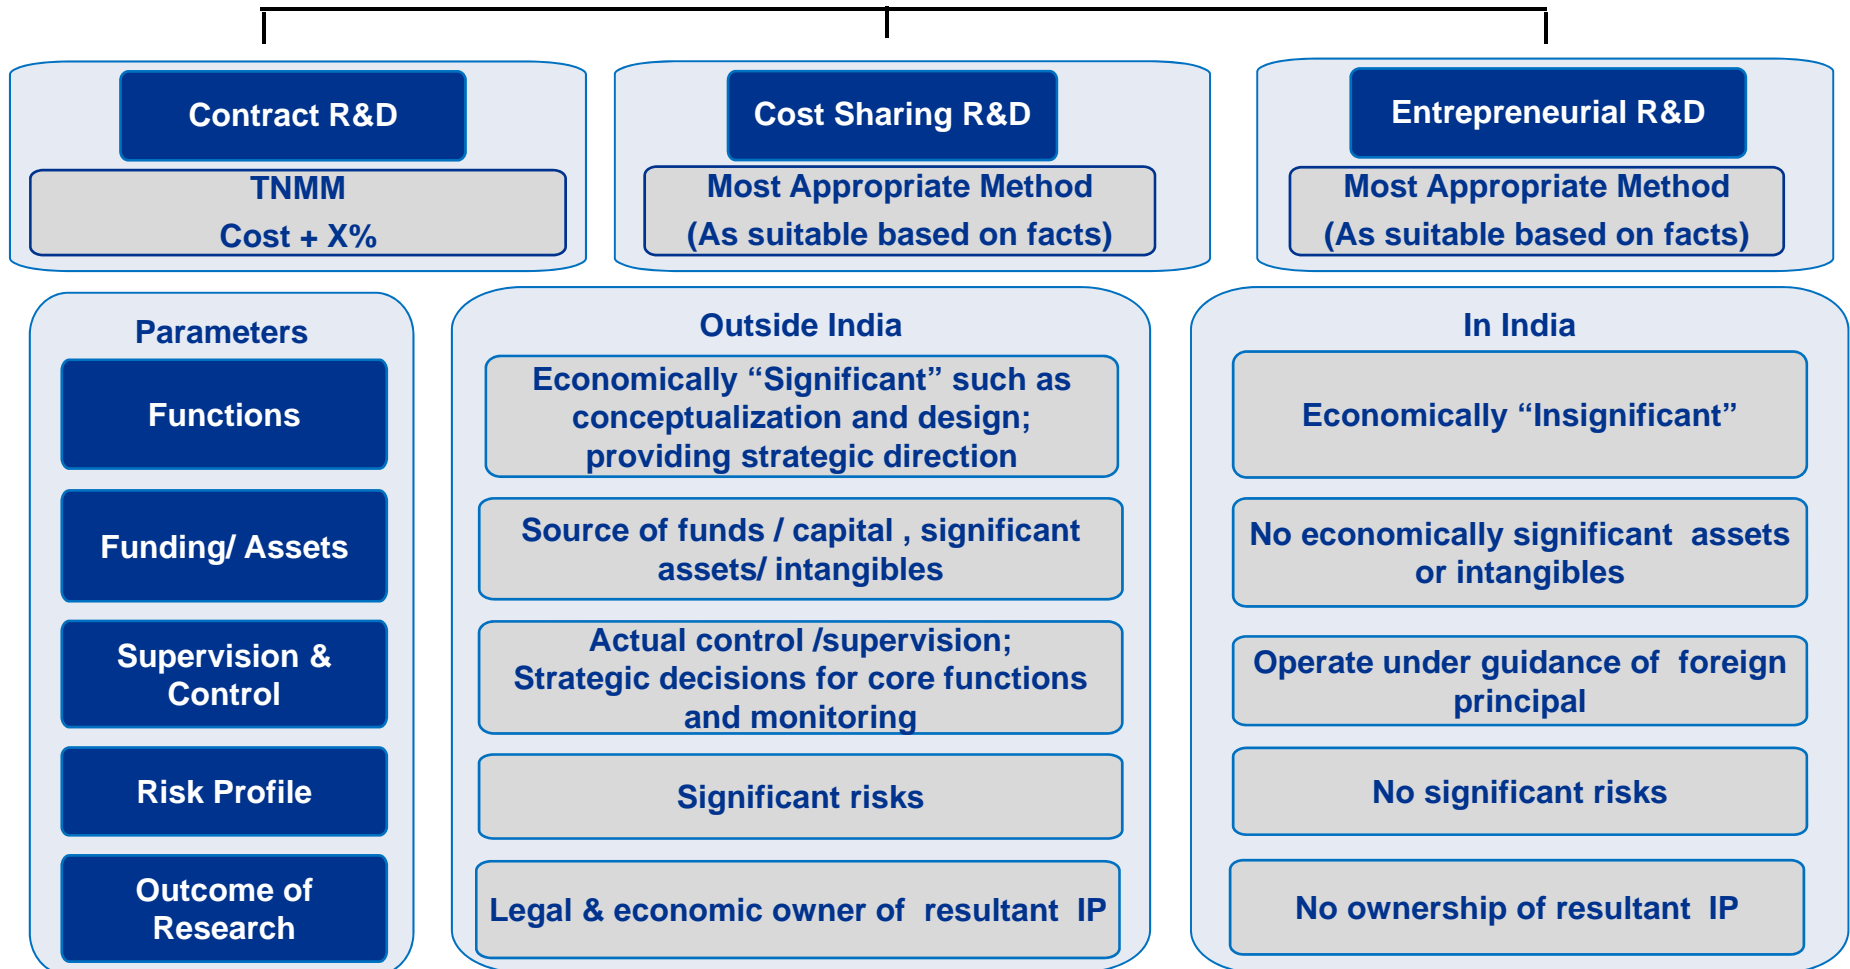 Contract R&D
TNMM
Cost + X%
Cost Sharing R&D
Most Appropriate Method
(As suitable based on facts)
Entrepreneurial R&D
Most Appropriate Method
(As suitable based on facts)
Parameters
Outside India
In India
Functions
Economically “Significant” such as
conceptualization and design;
providing strategic direction
Economically “Insignificant”
Funding/ Assets
Source of funds / capital , significant
assets/ intangibles
No economically significant assets
or intangibles
Supervision &
Control
Actual control /supervision;
Strategic decisions for core functions
and monitoring
Operate under guidance of foreign
principal
Risk Profile
Significant risks
No significant risks
Outcome of
Research
Legal & economic owner of resultant IP
No ownership of resultant IP